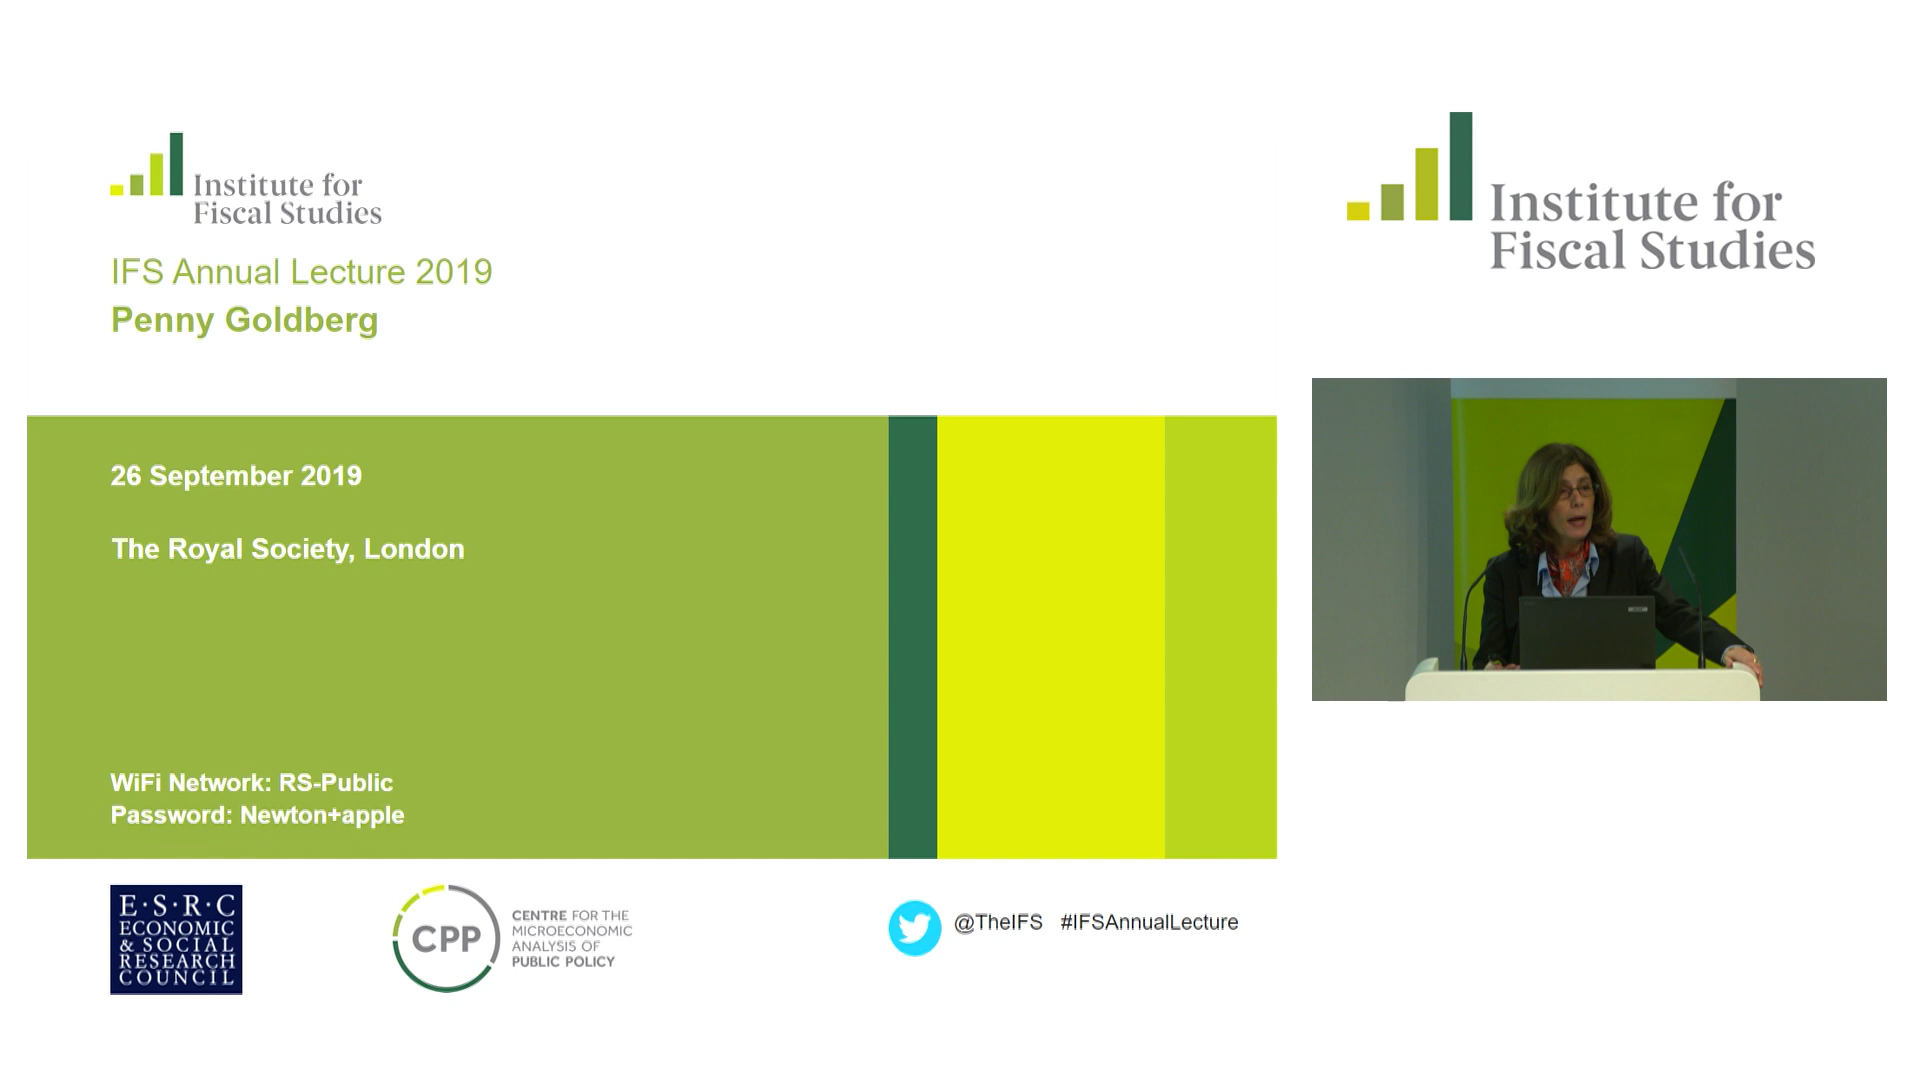 Institute for
Fiscal Studies
IFS Annual Lecture 2019
Penny Goldberg
26 September 2019
The Royal Society, London
WiFi Network: RS-Public
Password: Newton+apple
E·S·R·C
ECONOMIC
& SOCIAL
RESEARCH
COUNCIL
CPP
CENTRE FOR THE
MICROECONOMIC
ANALYSIS OF
PUBLIC POLICY
@TheIFS #IFSAnnualLecture
Institute for
Fiscal Studies